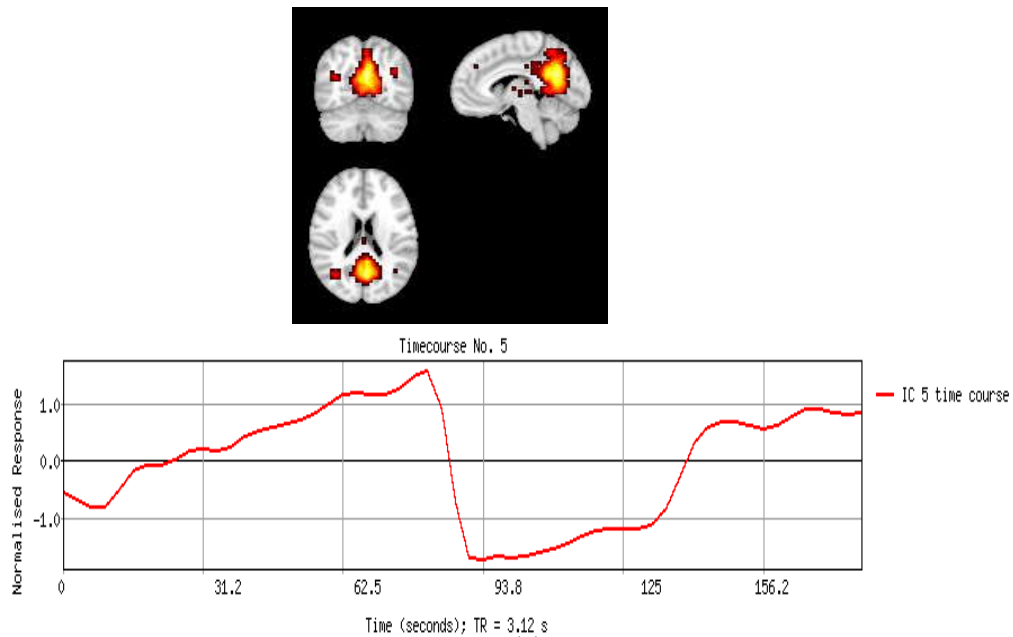 Timecourse No. 5
IC 5 time course
Normalised Response
1.0
0.0
-1.0
0
31.2
62.5
93.8
125
156.2
Time (seconds); TR = 3.12 s